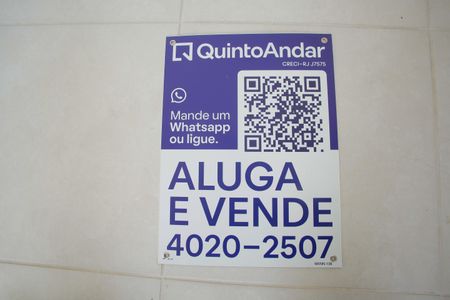 QuintoAndar
CRECI-RJ J7575
Mande um
Whatsapp
ou ligue.
ALUGA
E VENDE
4020-2507